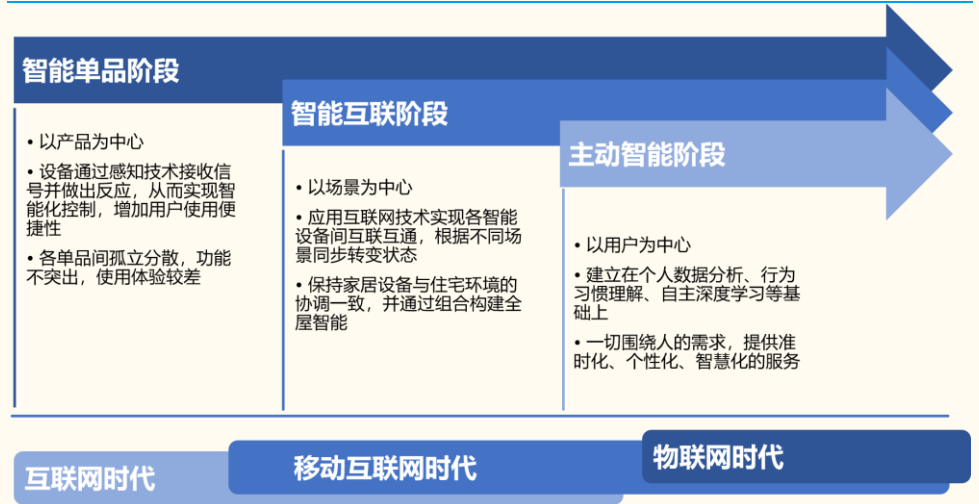 智能单品阶段
• 以产品为中心
• 设备通过感知技术接收信
号并做出反应，从而实现智
能化控制，增加用户使用便
捷性
• 各单品间孤立分散，功能
不突出，使用体验较差
智能互联阶段
• 以场景为中心
• 应用互联网技术实现各智能
设备间互联互通，根据不同场
景同步转变状态
• 保持家居设备与住宅环境的
协调一致，并通过组合构建全
屋智能
主动智能阶段
• 以用户为中心
• 建立在个人数据分析、行为
习惯理解、自主深度学习等基
础上
• 一切围绕人的需求，提供准
时化、个性化、智慧化的服务
互联网时代
移动互联网时代
物联网时代